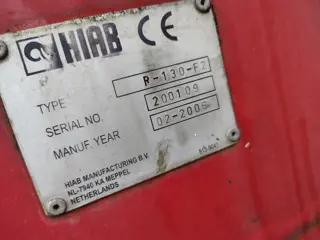 HIAB CE
TYPE R-130-F2
SERIAL NO. 200109
MANUF. YEAR 02-2005
HIAB MANUFACTURING B.V.
NL-7940 KA MEPPEL
NETHERLANDS